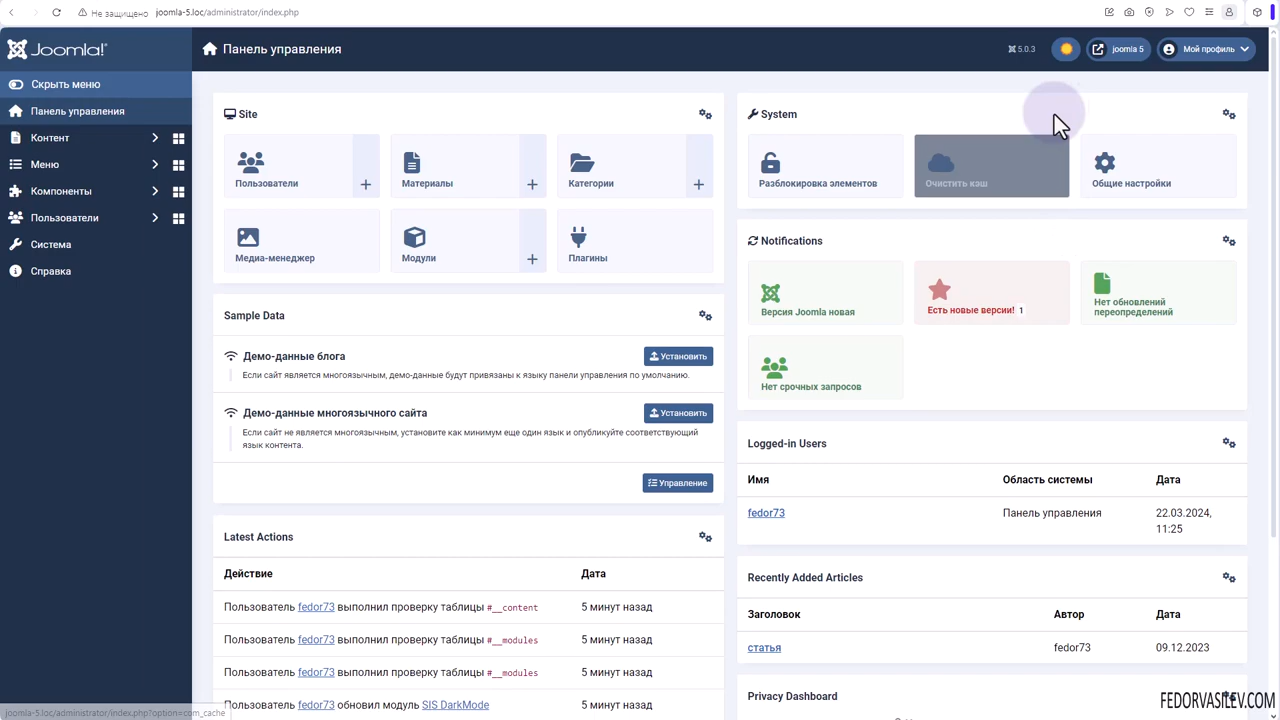 Не защищено joomla-5.loc/administrator/index.php
Joomla!
Панель управления
5.0.3
joomla 5
Мой профиль
Скрыть меню
Панель управления
Контент
Меню
Компоненты
Пользователи
Система
Справка
Site
Пользователи
Материалы
Категории
Медиа-менеджер
Модули
Плагины
Sample Data
Демо-данные блога
Установить
Если сайт является многоязычным, демо-данные будут привязаны к языку панели управления по умолчанию.
Демо-данные многоязычного сайта
Установить
Если сайт не является многоязычным, установите как минимум еще один язык и опубликуйте соответствующий
язык контента.
Управление
Latest Actions
Действие Дата
Пользователь fedor73 выполнил проверку таблицы #__content 5 минут назад
Пользователь fedor73 выполнил проверку таблицы #__modules 5 минут назад
Пользователь fedor73 выполнил проверку таблицы #__modules 5 минут назад
Пользователь fedor73 обновил модуль SIS DarkMode 5 минут назад
System
Разблокировка элементов
Очистить кэш
Общие настройки
Notifications
Версия Joomla новая
Есть новые версии! 1
Нет обновлений
переопределений
Нет срочных запросов
Logged-in Users
Имя Область системы Дата
fedor73 Панель управления 22.03.2024,
11:25
Recently Added Articles
Заголовок Автор Дата
статья fedor73 09.12.2023
Privacy Dashboard
joomla-5.loc/administrator/index.php?option=com_cache
FEDORVASILEV.COM